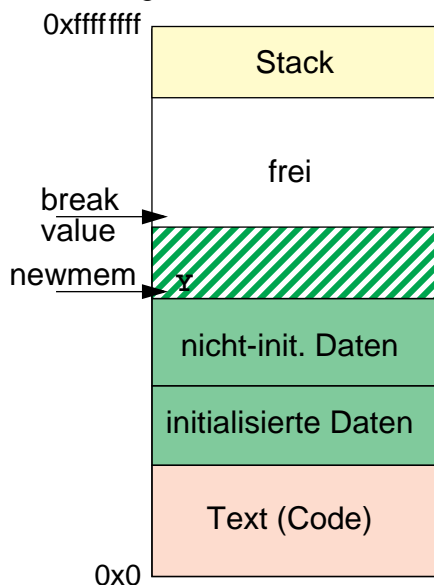 0xffffffff
Stack
frei
break
value
newmem
Y
nicht-init. Daten
initialisierte Daten
Text (Code)
0x0